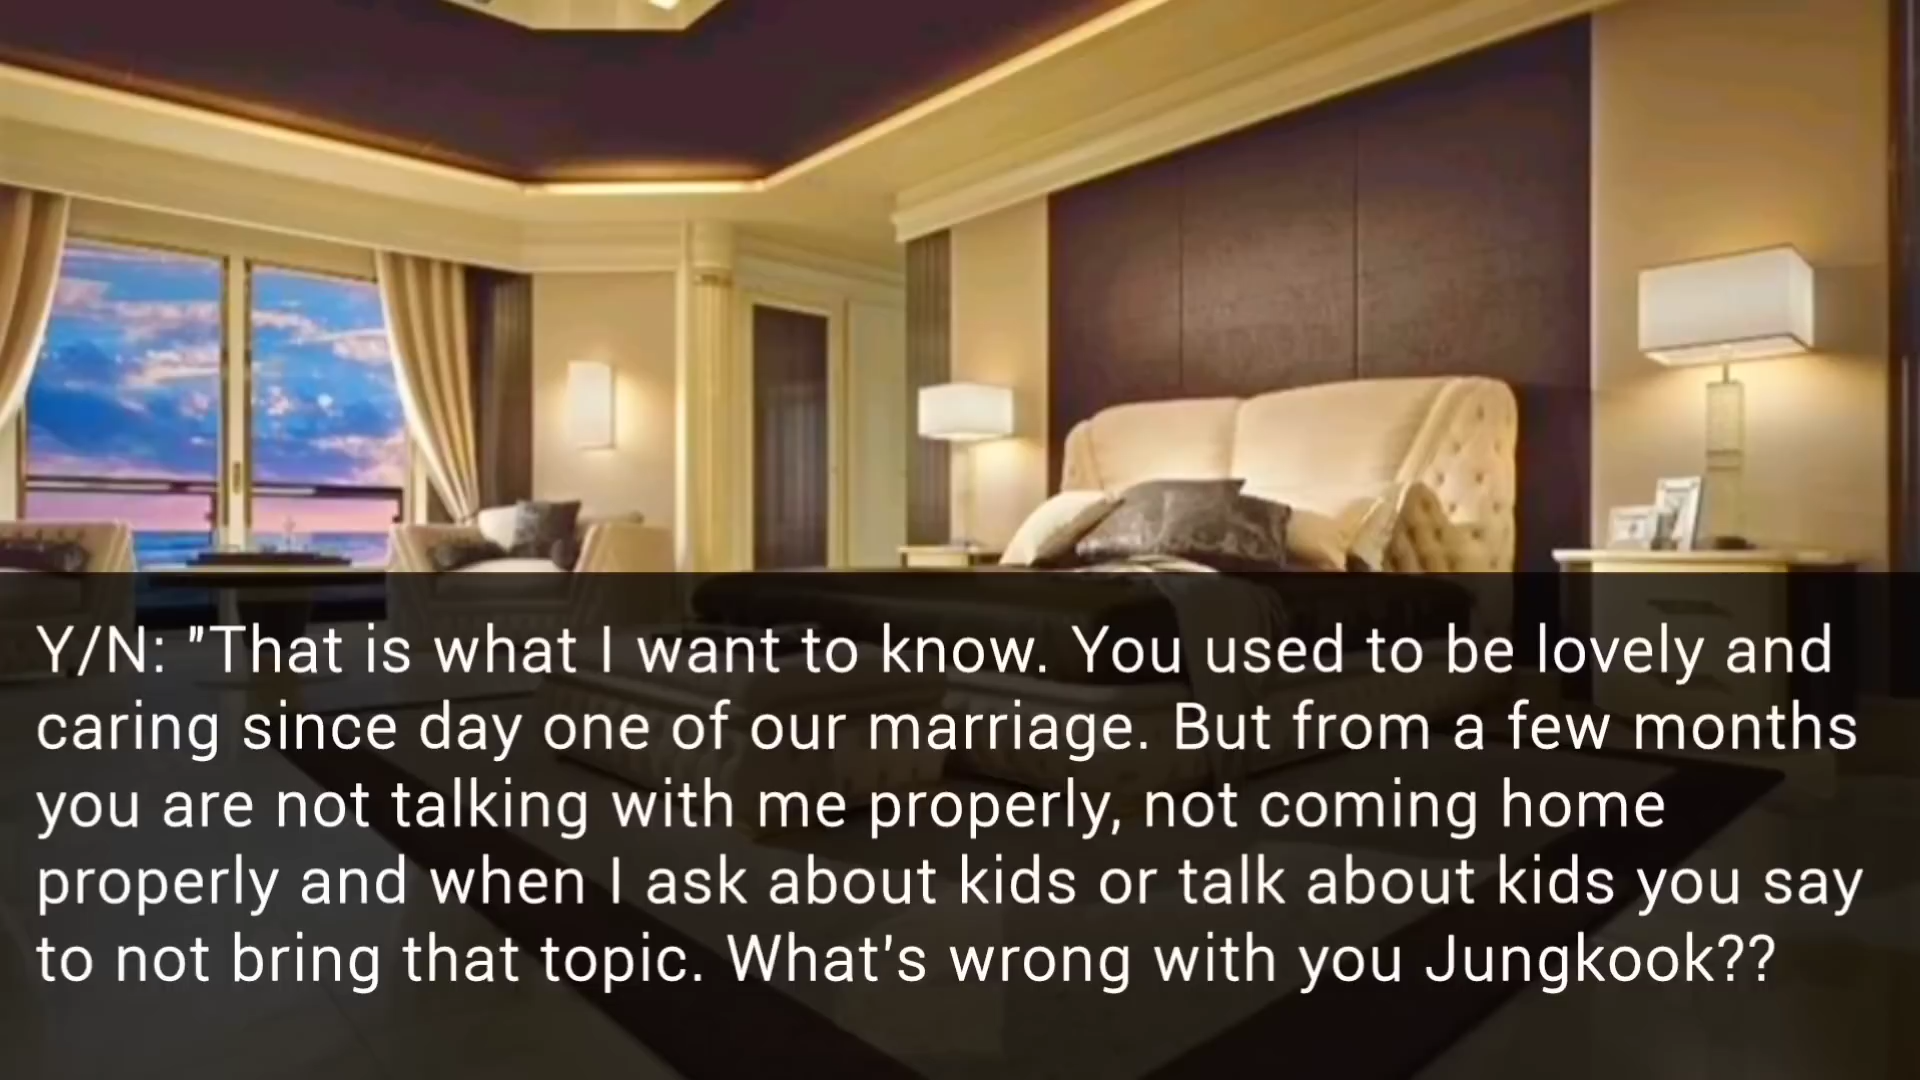 Y/N: "That is what I want to know. You used to be lovely and
caring since day one of our marriage. But from a few months
you are not talking with me properly, not coming home
properly and when I ask about kids or talk about kids you say
to not bring that topic. What's wrong with you Jungkook??